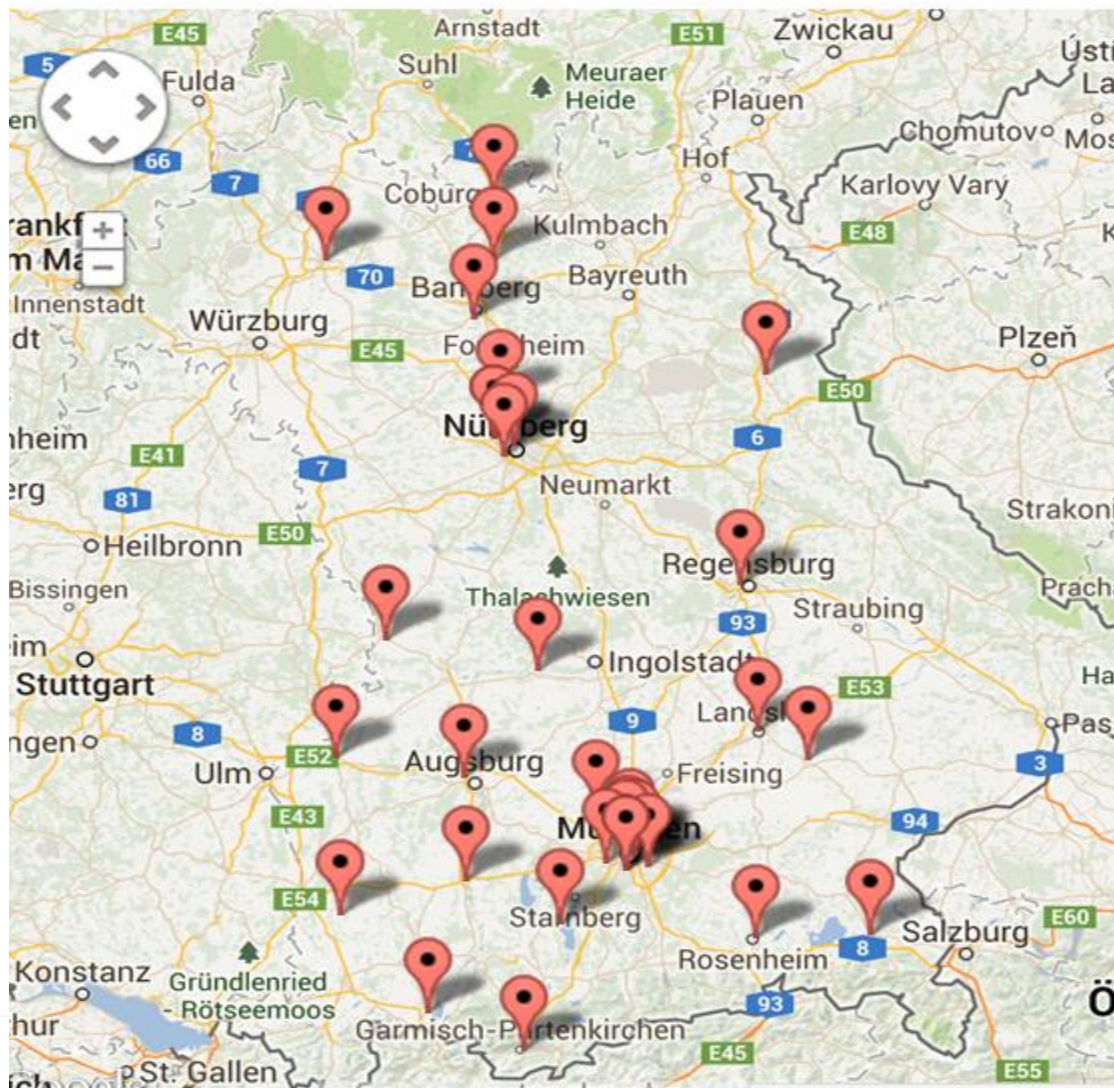 E45
Arnstadt
E51
Zwickau
5
Fulda
Suhl
Meuraer
Heide
Plauen
Chomutov
66
7
Coburg
Hof
Karlovy Vary
Kulmbach
E48
+
−
70
Bayreuth
Innenstadt
Würzburg
E45
Plzeň
E50
E41
7
6
81
Neumarkt
E50
Heilbronn
Bissingen
Thalachwiesen
Straubing
93
Ingolstadt
Stuttgart
E53
9
8
E52
Augsburg
Ulm
Freising
3
E43
94
E54
Starnberg
E60
Salzburg
8
Rosenheim
Konstanz
Gründlenried
- Rötseemoos
93
Garmisch-Partenkirchen
E45
St. Gallen
E55